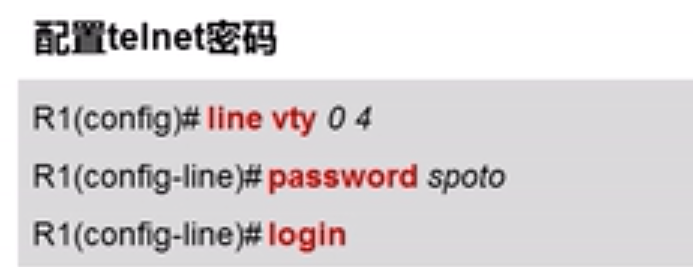 配置telnet密码
R1(config)# line vty 0 4
R1(config-line)# password spoto
R1(config-line)# login